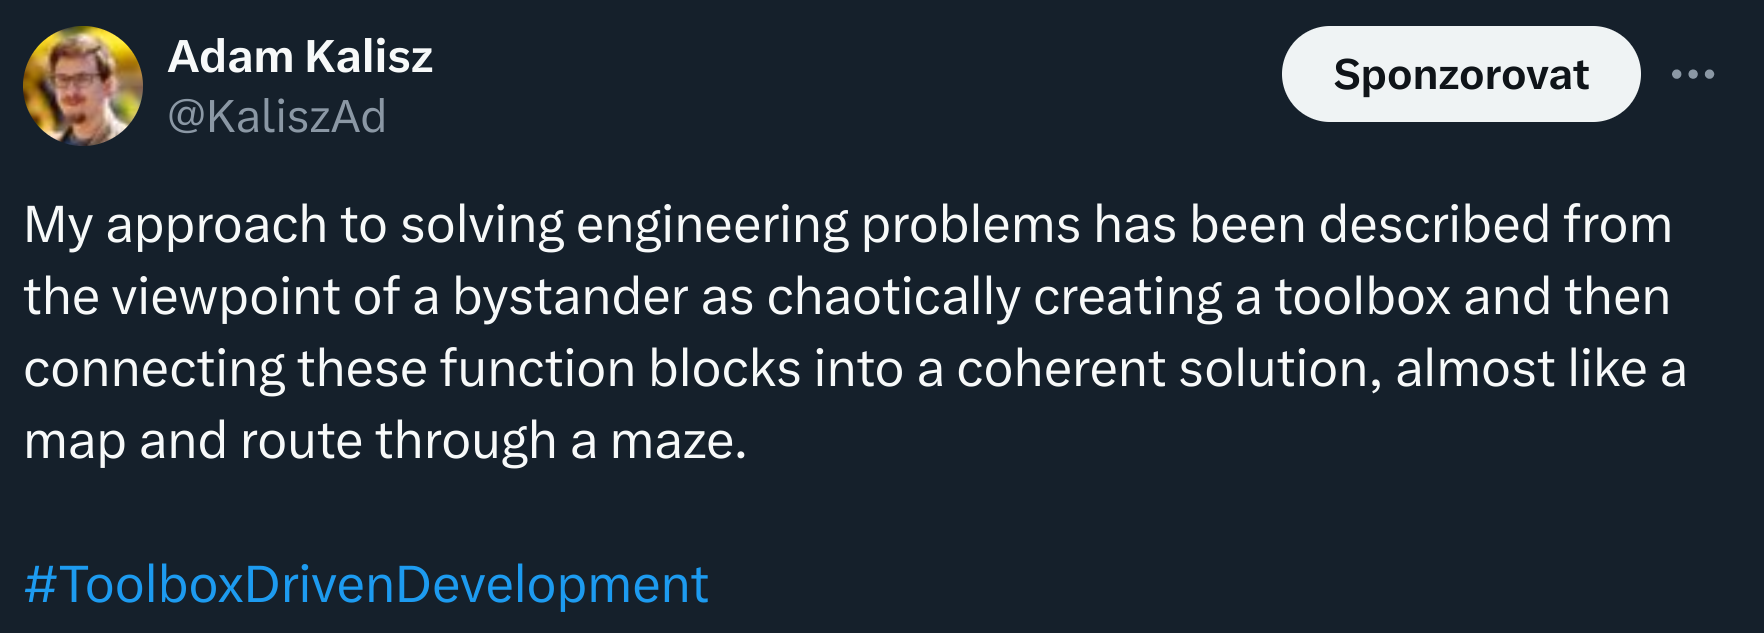 Adam Kalisz
@KaliszAd
Sponzorovat
My approach to solving engineering problems has been described from
the viewpoint of a bystander as chaotically creating a toolbox and then
connecting these function blocks into a coherent solution, almost like a
map and route through a maze.
#ToolboxDrivenDevelopment